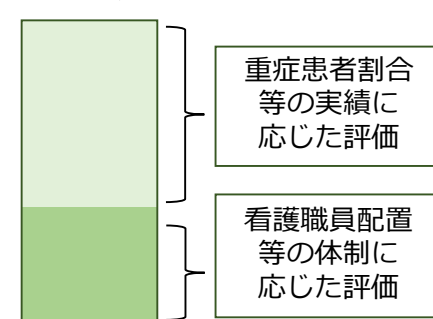 重症患者割合
等の実績に
応じた評価
看護職員配置
等の体制に
応じた評価